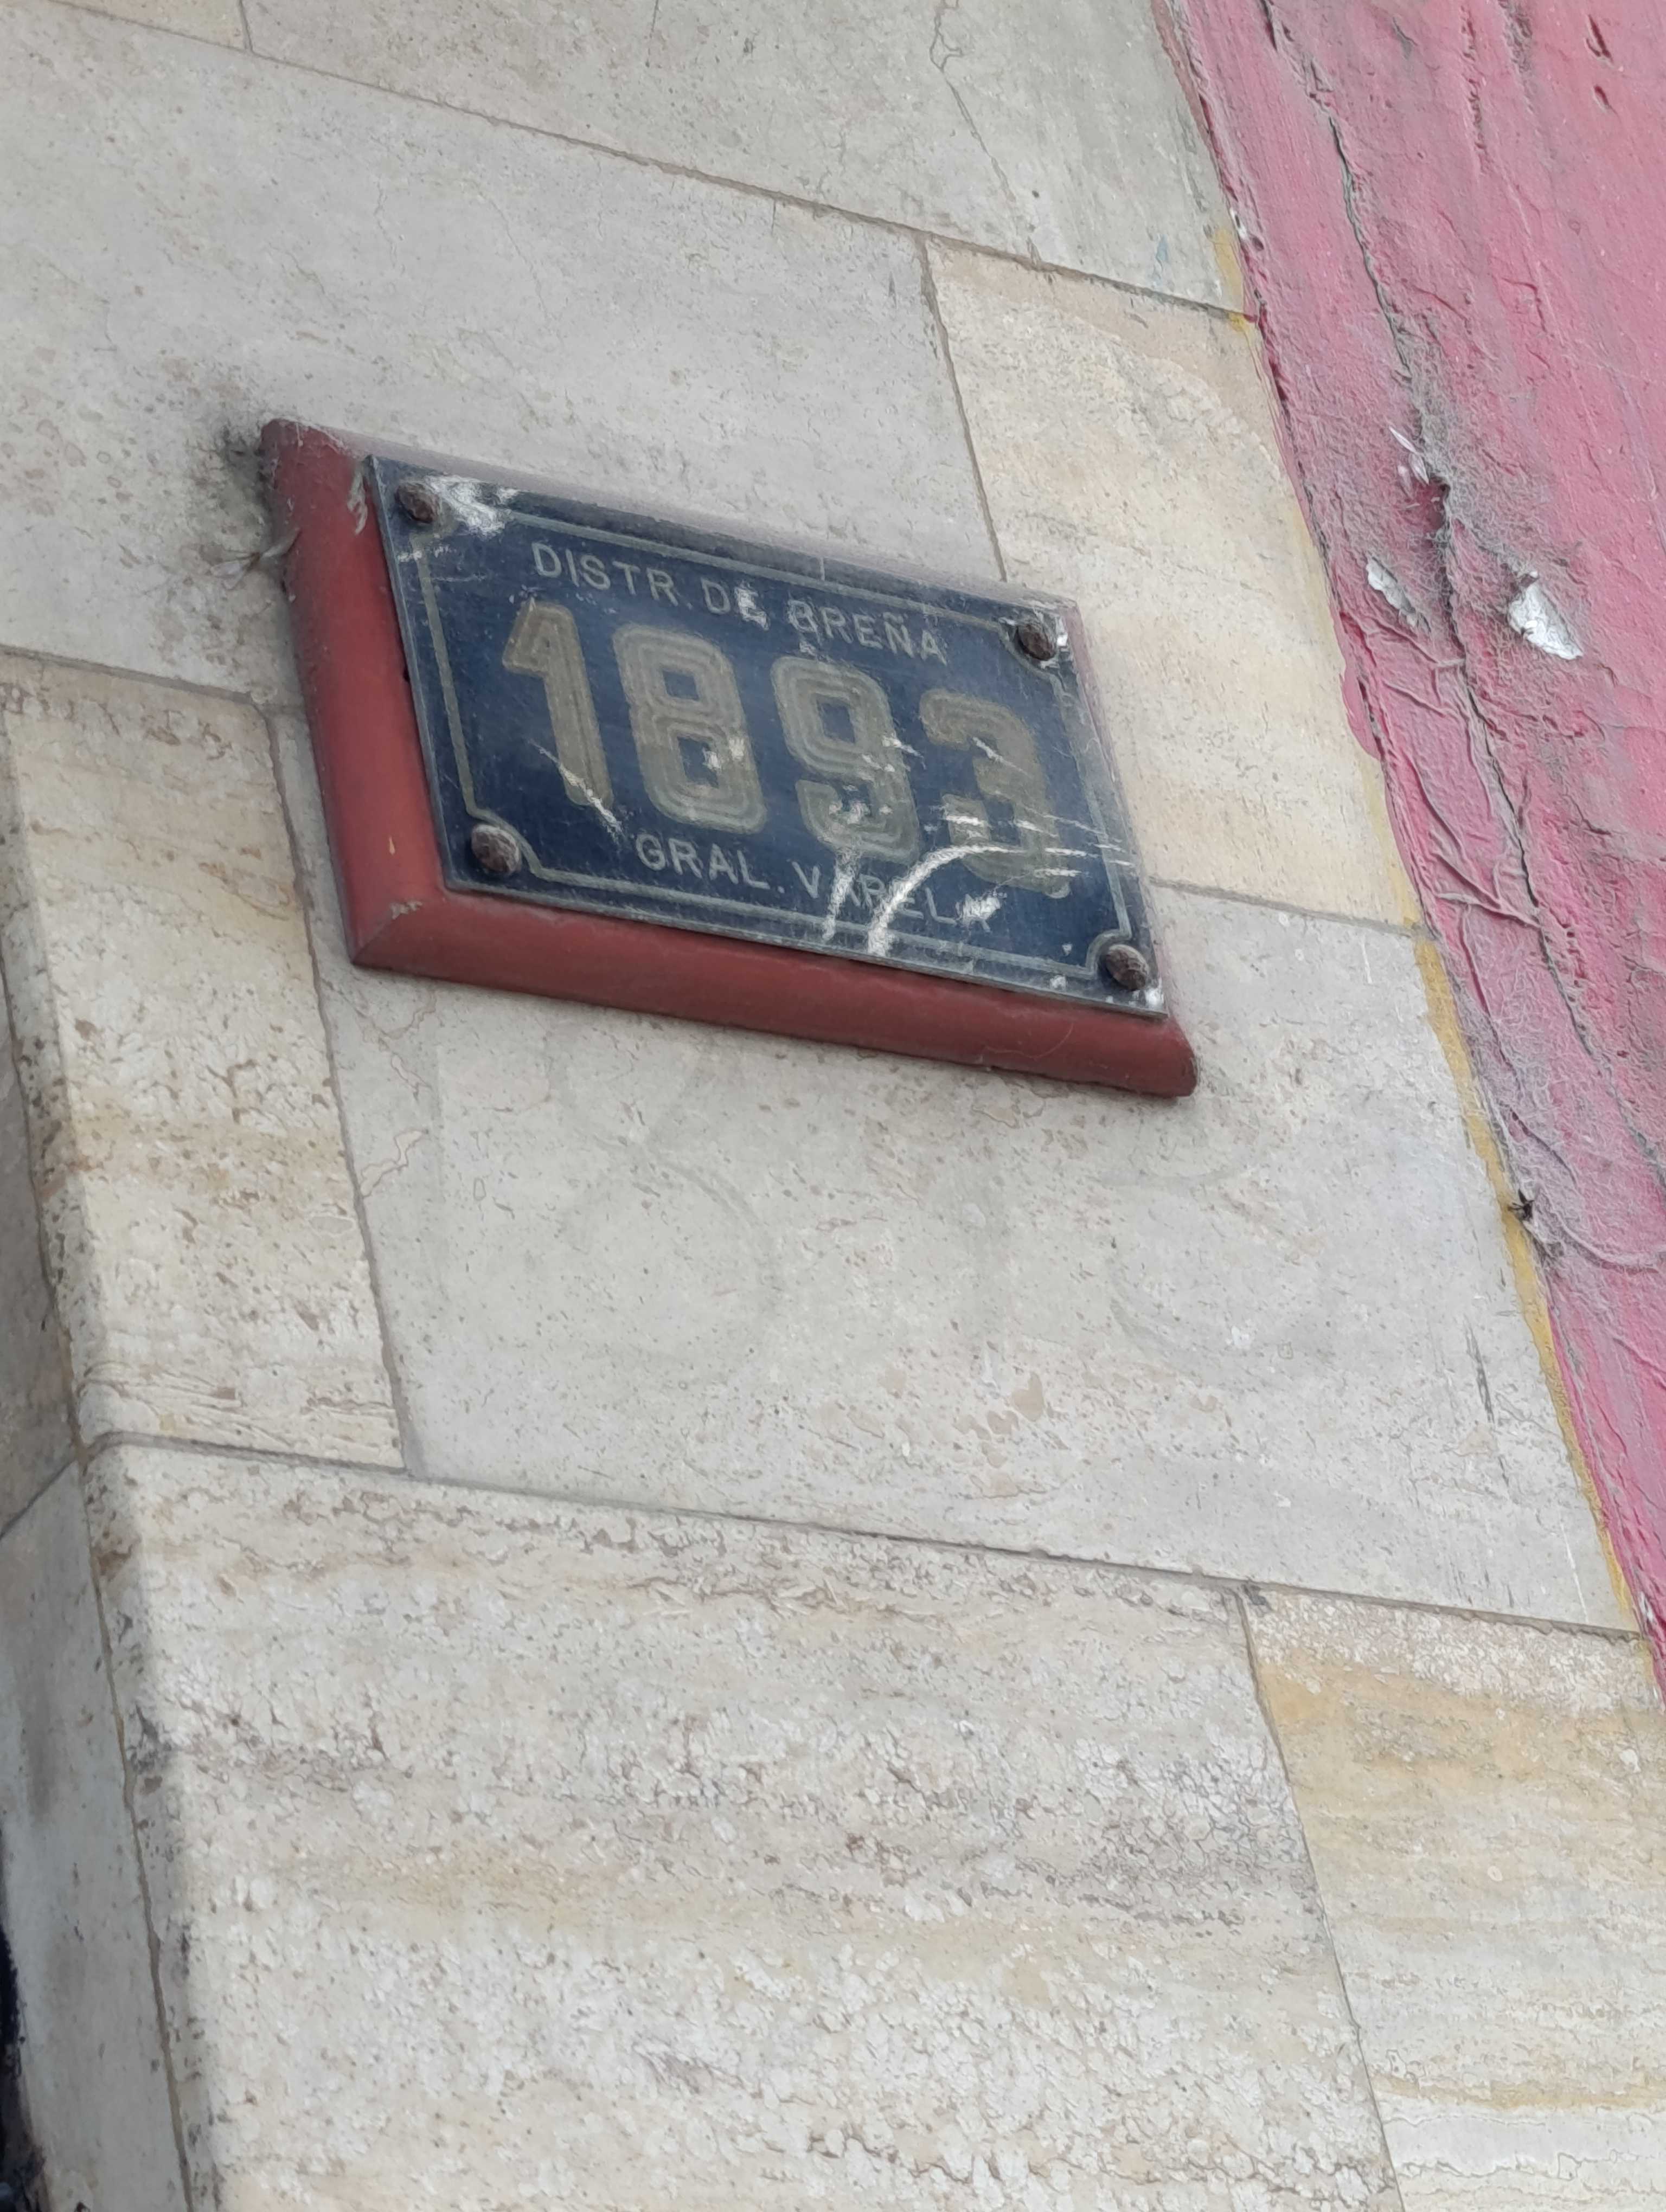 DISTR. DE BREÑA
1893
GRAL. VARELA